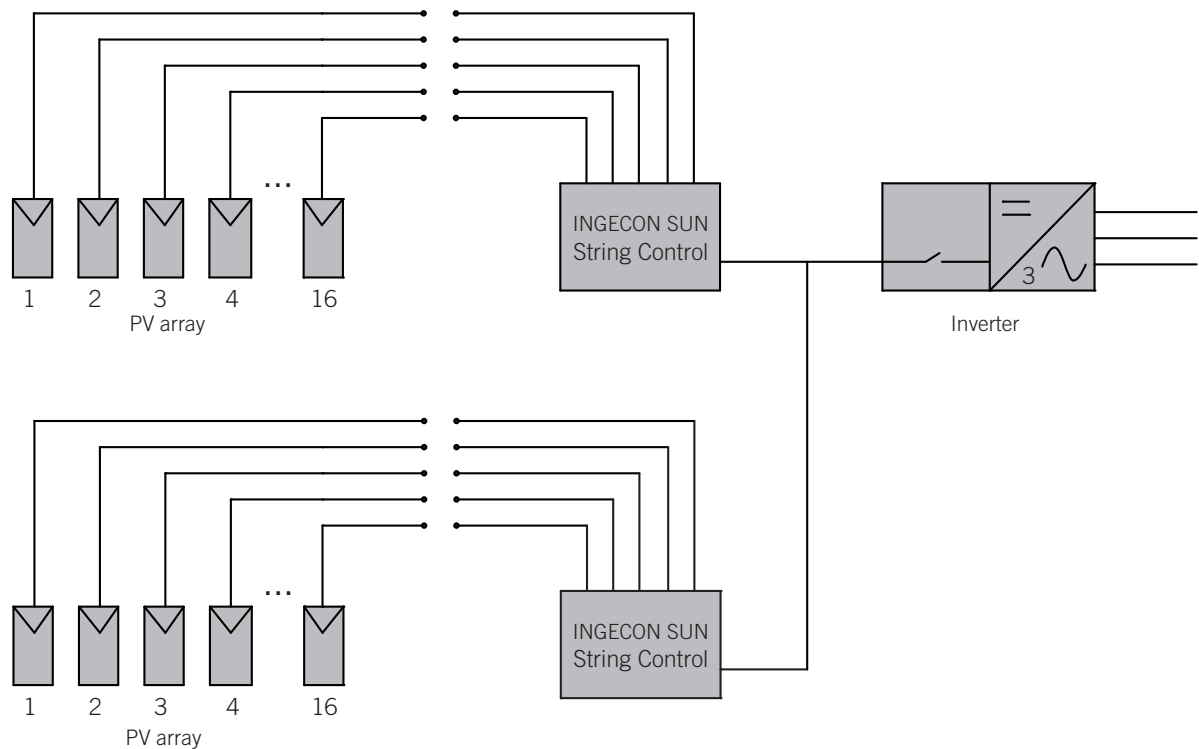 ...
INGECON SUN
String Control
3
1 2 3 4 16
PV array
Inverter
...
INGECON SUN
String Control
1 2 3 4 16
PV array